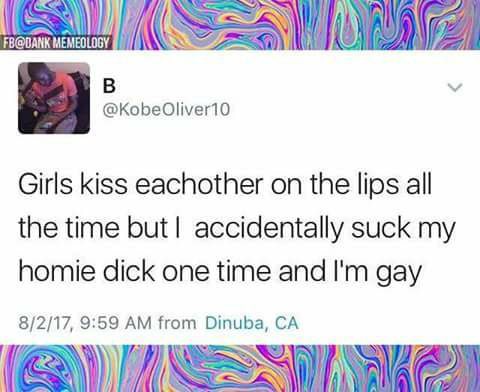 FB@DANK MEMEOLOGY
B
@KobeOliver10
Girls kiss eachother on the lips all
the time but I accidentally suck my
homie dick one time and I'm gay
8/2/17, 9:59 AM from Dinuba, CA